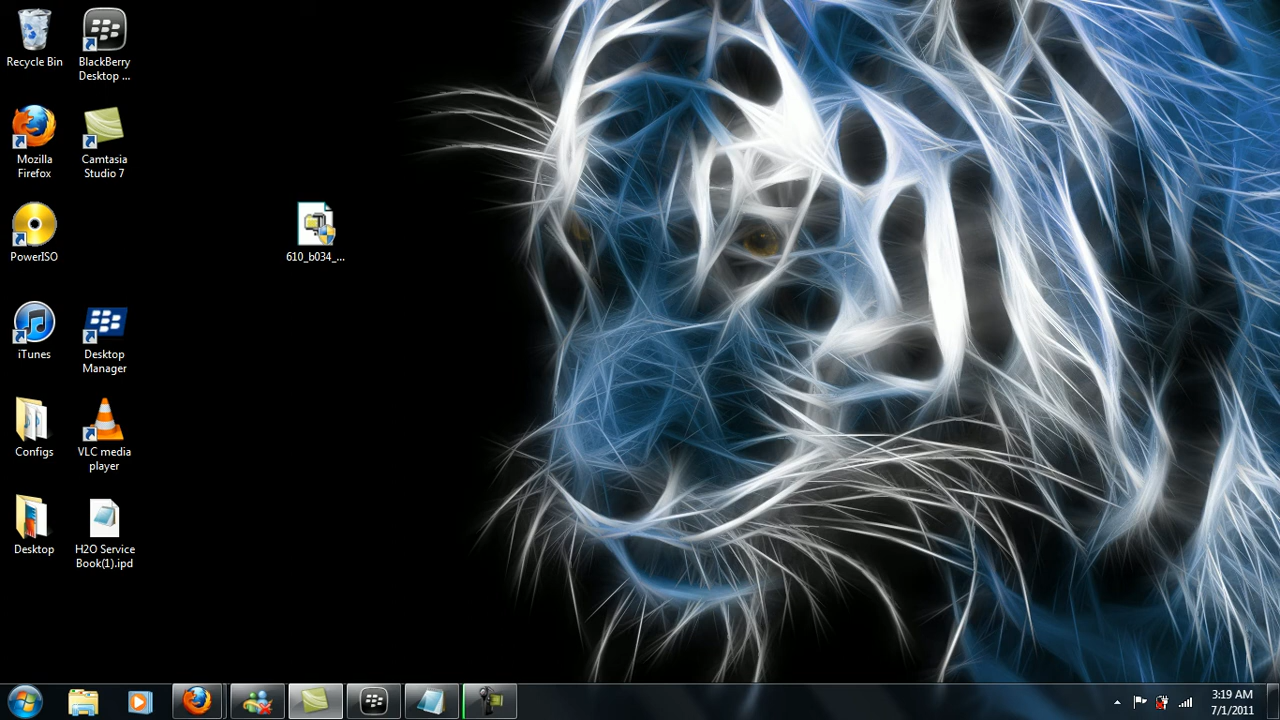 Recycle Bin
BlackBerry
Desktop ...
Mozilla
Firefox
Camtasia
Studio 7
PowerISO
610_b034_...
iTunes
Desktop
Manager
Configs
VLC media
player
Desktop
H2O Service
Book(1).ipd
3:19 AM
7/1/2011